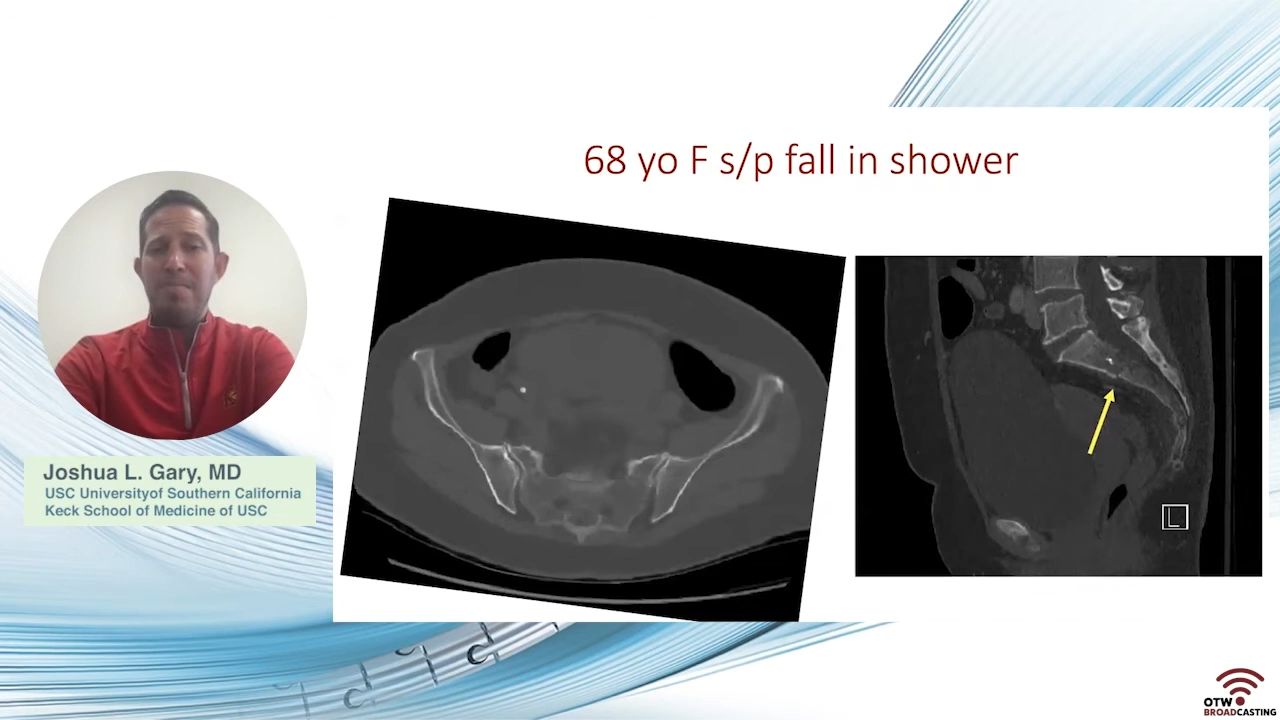 68 yo F s/p fall in shower
Joshua L. Gary, MD
USC Universityof Southern California
Keck School of Medicine of USC
L
OTW
BROADCASTING